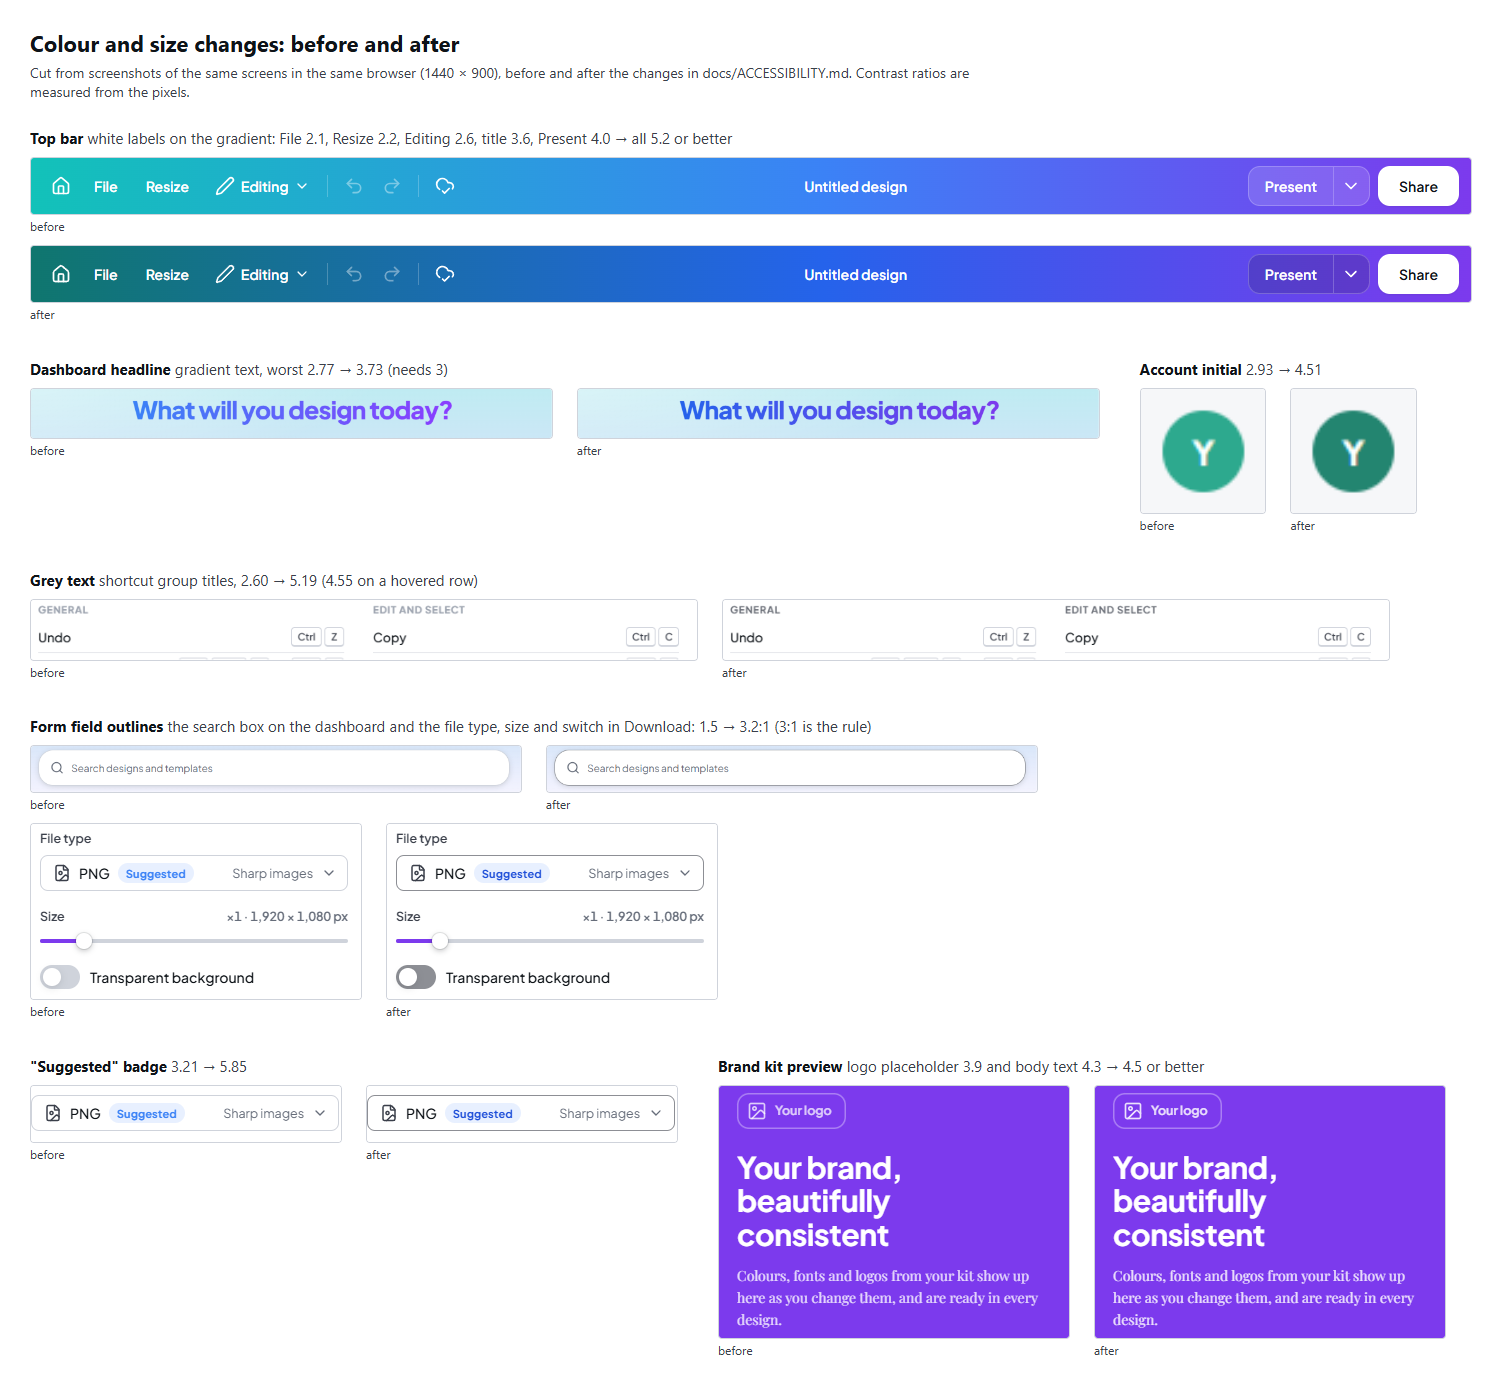 Colour and size changes: before and after
Cut from screenshots of the same screens in the same browser (1440 × 900), before and after the changes in docs/ACCESSIBILITY.md. Contrast ratios are
measured from the pixels.
Top bar white labels on the gradient: File 2.1, Resize 2.2, Editing 2.6, title 3.6, Present 4.0 → all 5.2 or better
File Resize Editing Untitled design Present Share
before
File Resize Editing Untitled design Present Share
after
Dashboard headline gradient text, worst 2.77 → 3.73 (needs 3)
What will you design today?
before
What will you design today?
after
Account initial 2.93 → 4.51
Y
before
Y
after
Grey text shortcut group titles, 2.60 → 5.19 (4.55 on a hovered row)
GENERAL EDIT AND SELECT
Undo Ctrl Z Copy Ctrl C
before
GENERAL EDIT AND SELECT
Undo Ctrl Z Copy Ctrl C
after
Form field outlines the search box on the dashboard and the file type, size and switch in Download: 1.5 → 3.2:1 (3:1 is the rule)
Search designs and templates
before
Search designs and templates
after
File type
PNG Suggested Sharp images
Size ×1 · 1,920 × 1,080 px
Transparent background
before
File type
PNG Suggested Sharp images
Size ×1 · 1,920 × 1,080 px
Transparent background
after
"Suggested" badge 3.21 → 5.85
PNG Suggested Sharp images
before
PNG Suggested Sharp images
after
Brand kit preview logo placeholder 3.9 and body text 4.3 → 4.5 or better
Your logo
Your brand,
beautifully
consistent
Colours, fonts and logos from your kit show up
here as you change them, and are ready in every
design.
before
Your logo
Your brand,
beautifully
consistent
Colours, fonts and logos from your kit show up
here as you change them, and are ready in every
design.
after